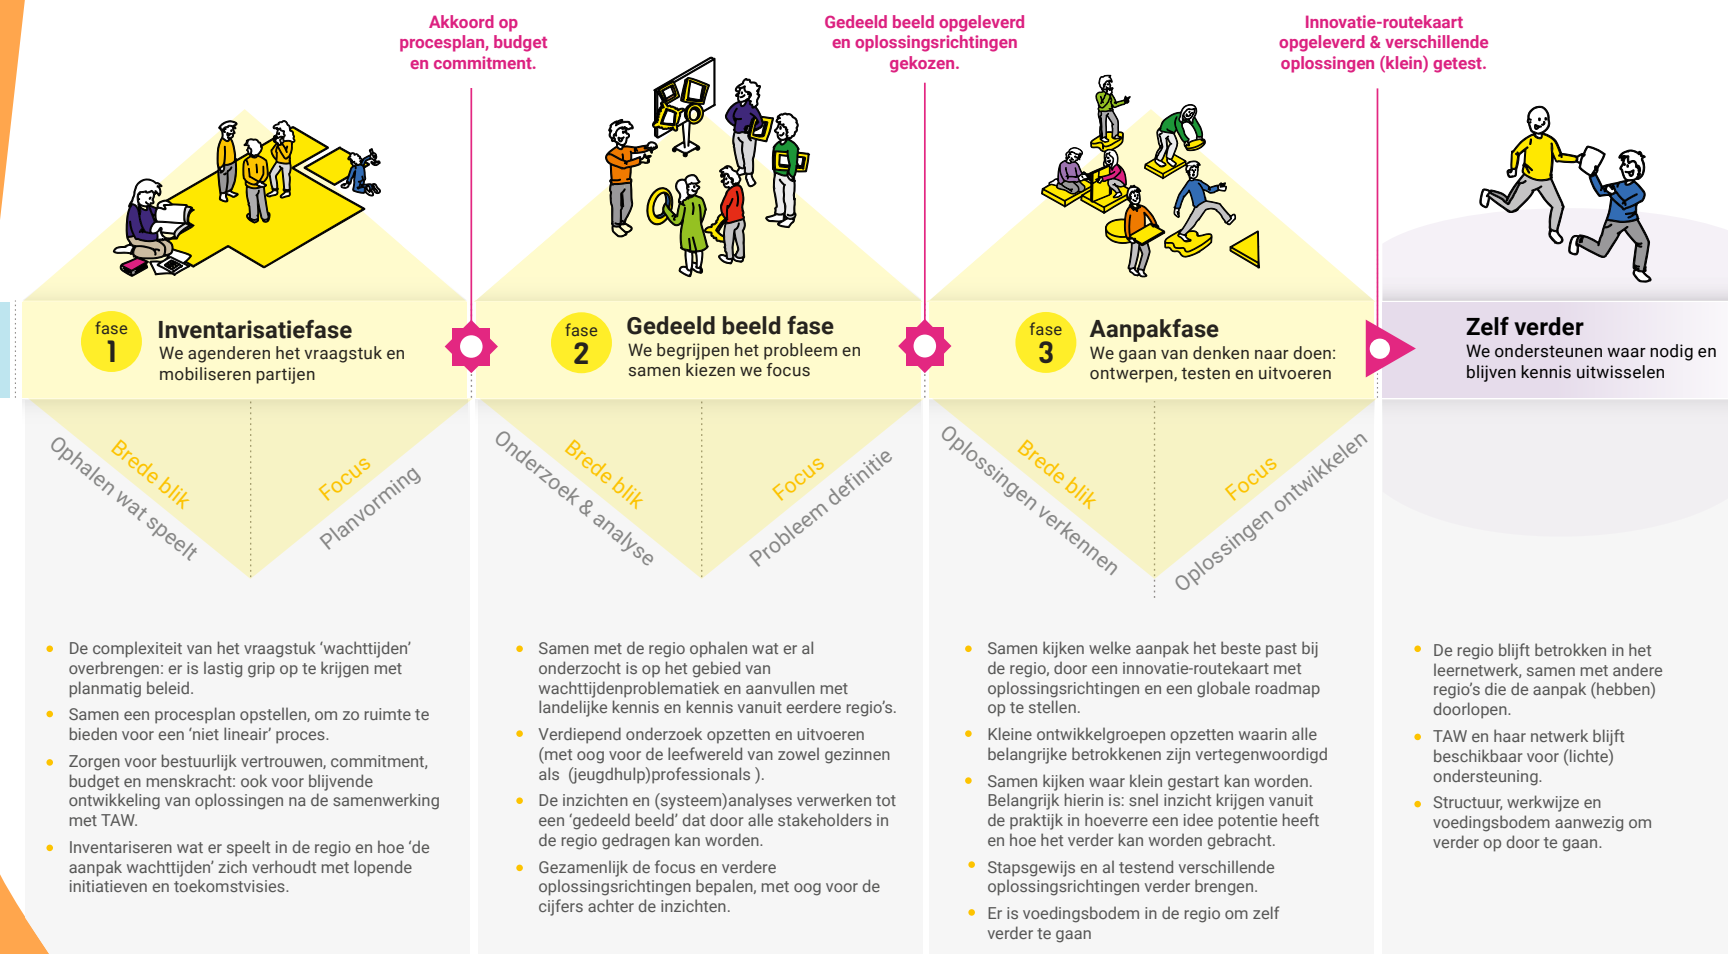 Akkoord op
procesplan, budget
en commitment.
Gedeeld beeld opgeleverd
en oplossingsrichtingen
gekozen.
Innovatie-routekaart
opgeleverd & verschillende
oplossingen (klein) getest.
fase
1
Inventarisatiefase
We agenderen het vraagstuk en
mobiliseren partijen
fase
2
Gedeeld beeld fase
We begrijpen het probleem en
samen kiezen we focus
fase
3
Aanpakfase
We gaan van denken naar doen:
ontwerpen, testen en uitvoeren
Zelf verder
We ondersteunen waar nodig en
blijven kennis uitwisselen
Brede blik
Ophalen wat speelt
Focus
Planvorming
Brede blik
Onderzoek & analyse
Focus
Probleem definitie
Brede blik
Oplossingen verkennen
Focus
Oplossingen ontwikkelen
• De complexiteit van het vraagstuk ‘wachttijden’
overbrengen: er is lastig grip op te krijgen met
planmatig beleid.
• Samen een procesplan opstellen, om zo ruimte te
bieden voor een ‘niet lineair’ proces.
• Zorgen voor bestuurlijk vertrouwen, commitment,
budget en menskracht: ook voor blijvende
ontwikkeling van oplossingen na de samenwerking
met TAW.
• Inventariseren wat er speelt in de regio en hoe ‘de
aanpak wachttijden’ zich verhoudt met lopende
initiatieven en toekomstvisies.
• Samen met de regio ophalen wat er al
onderzocht is op het gebied van
wachttijdenproblematiek en aanvullen met
landelijke kennis en kennis vanuit eerdere regio’s.
• Verdiepend onderzoek opzetten en uitvoeren
(met oog voor de leefwereld van zowel gezinnen
als (jeugdhulp)professionals ).
• De inzichten en (systeem)analyses verwerken tot
een ‘gedeeld beeld’ dat door alle stakeholders in
de regio gedragen kan worden.
• Gezamenlijk de focus en verdere
oplossingsrichtingen bepalen, met oog voor de
cijfers achter de inzichten.
• Samen kijken welke aanpak het beste past bij
de regio, door een innovatie-routekaart met
oplossingsrichtingen en een globale roadmap
op te stellen.
• Kleine ontwikkelgroepen opzetten waarin alle
belangrijke betrokkenen zijn vertegenwoordigd
• Samen kijken waar klein gestart kan worden.
Belangrijk hierin is: snel inzicht krijgen vanuit
de praktijk in hoeverre een idee potentie heeft
en hoe het verder kan worden gebracht.
• Stapsgewijs en al testend verschillende
oplossingsrichtingen verder brengen.
• Er is voedingsbodem in de regio om zelf
verder te gaan
• De regio blijft betrokken in het
leernetwerk, samen met andere
regio’s die de aanpak (hebben)
doorlopen.
• TAW en haar netwerk blijft
beschikbaar voor (lichte)
ondersteuning.
• Structuur, werkwijze en
voedingsbodem aanwezig om
verder op door te gaan.